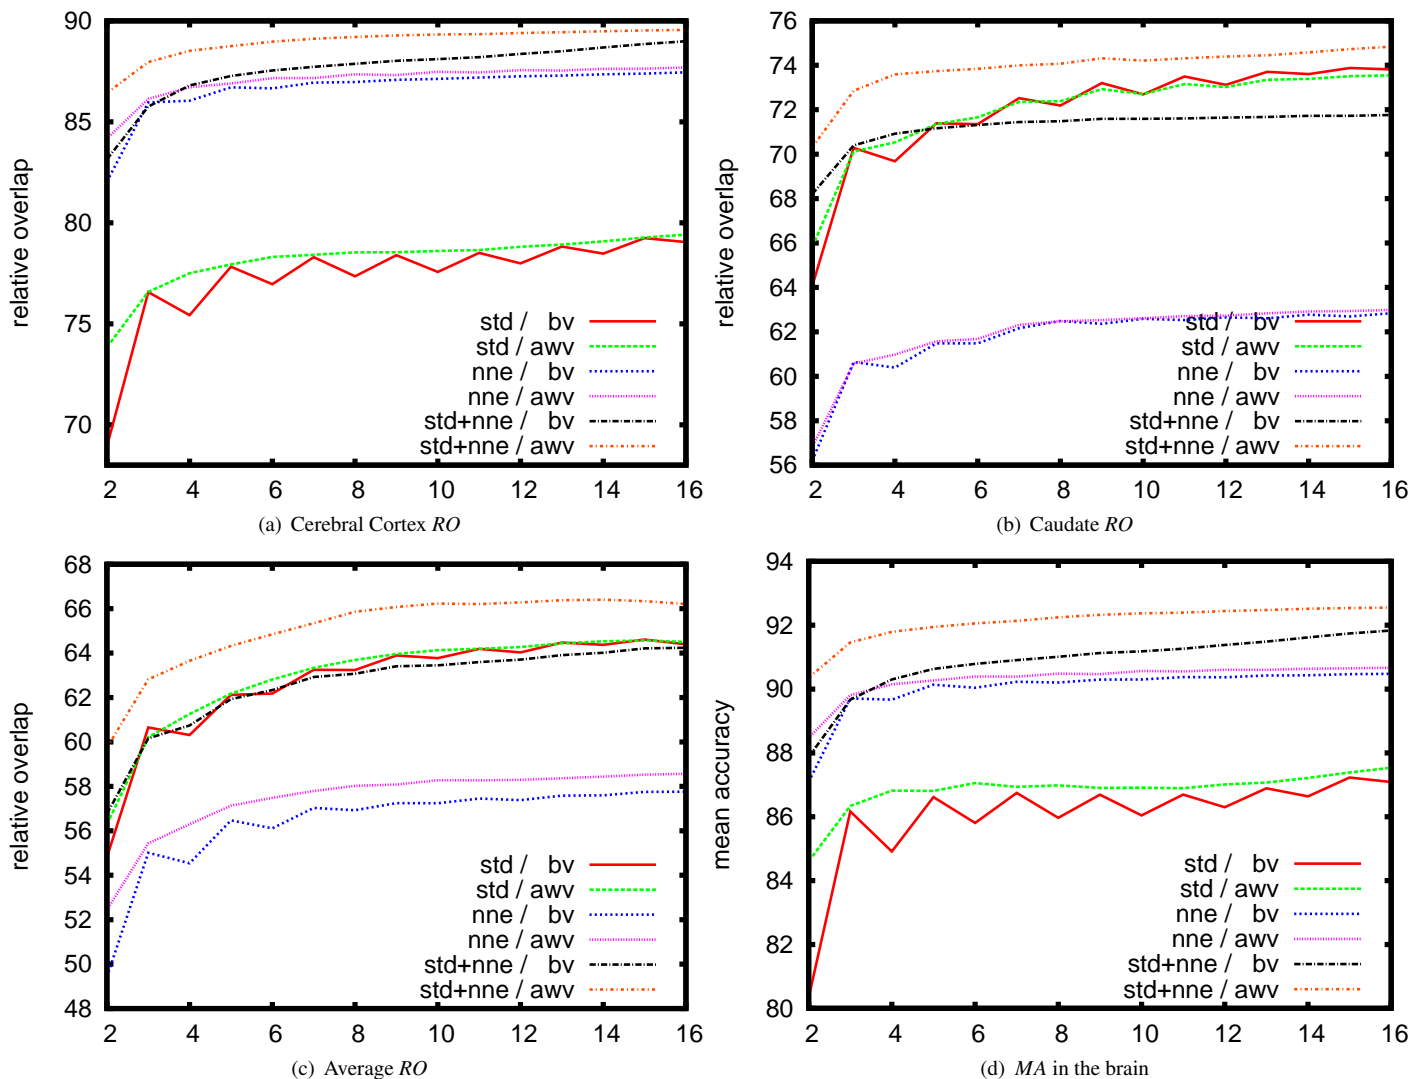 90
85
80
75
70
relative overlap
std / bv
std / awv
nne / bv
nne / awv
std+nne / bv
std+nne / awv
2 4 6 8 10 12 14 16
(a) Cerebral Cortex RO
76
74
72
70
68
66
64
62
60
58
56
relative overlap
std / bv
std / awv
nne / bv
nne / awv
std+nne / bv
std+nne / awv
2 4 6 8 10 12 14 16
(b) Caudate RO
68
66
64
62
60
58
56
54
52
50
48
relative overlap
std / bv
std / awv
nne / bv
nne / awv
std+nne / bv
std+nne / awv
2 4 6 8 10 12 14 16
(c) Average RO
94
92
90
88
86
84
82
80
mean accuracy
std / bv
std / awv
nne / bv
nne / awv
std+nne / bv
std+nne / awv
2 4 6 8 10 12 14 16
(d) MA in the brain